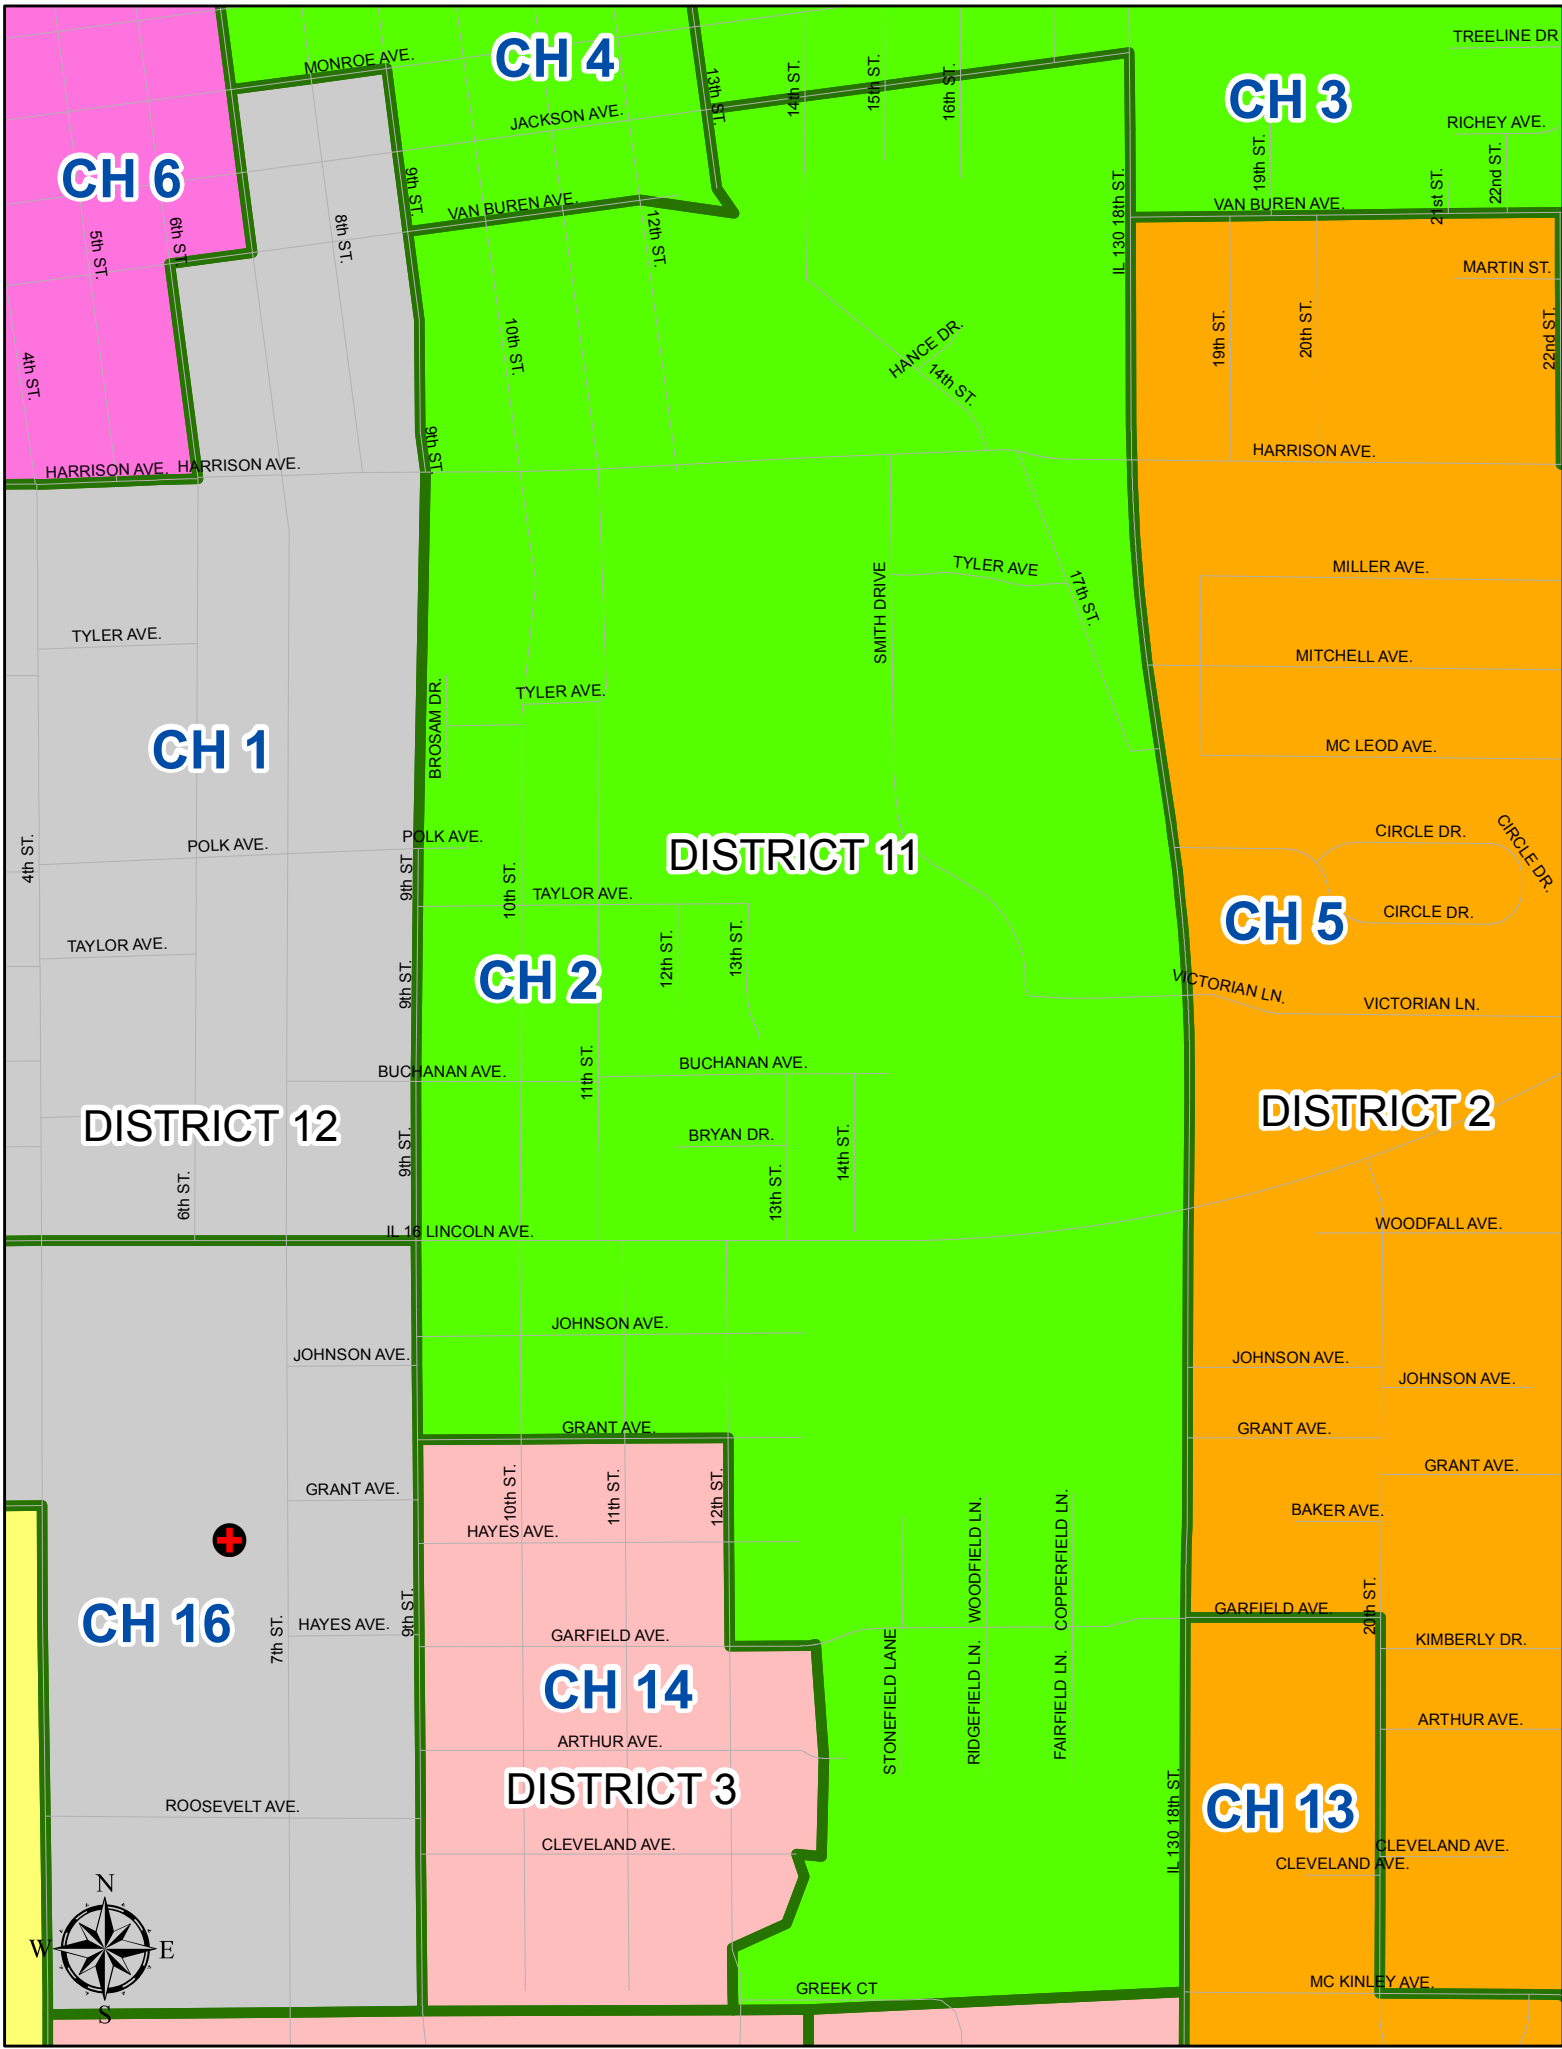 TREELINE DR
CH 4
MONROE AVE.
13th ST.
14th ST.
15th ST.
16th ST.
CH 3
JACKSON AVE.
RICHEY AVE.
CH 6
9th ST.
19th ST.
22nd ST.
21st ST.
VAN BUREN AVE.
VAN BUREN AVE.
IL 130 18th ST.
5th ST.
6th ST.
8th ST.
12th ST.
MARTIN ST.
4th ST.
10th ST.
HANCE DR.
14th ST.
19th ST.
20th ST.
22nd ST.
9th ST.
HARRISON AVE.
HARRISON AVE.
HARRISON AVE.
TYLER AVE
17th ST.
MILLER AVE.
SMITH DRIVE
TYLER AVE.
MITCHELL AVE.
BROSAM DR.
TYLER AVE.
CH 1
MC LEOD AVE.
4th ST.
POLK AVE.
POLK AVE.
DISTRICT 11
CIRCLE DR.
CIRCLE DR.
9th ST
10th ST.
TAYLOR AVE.
CH 5
CIRCLE DR.
TAYLOR AVE.
12th ST.
13th ST.
9th ST.
CH 2
VICTORIAN LN.
VICTORIAN LN.
BUCHANAN AVE.
11th ST.
BUCHANAN AVE.
DISTRICT 12
9th ST.
BRYAN DR.
14th ST.
DISTRICT 2
6th ST.
13th ST.
IL 16 LINCOLN AVE.
WOODFALL AVE.
JOHNSON AVE.
JOHNSON AVE.
JOHNSON AVE.
JOHNSON AVE.
GRANT AVE.
GRANT AVE.
GRANT AVE.
GRANT AVE.
10th ST.
11th ST.
12th ST.
BAKER AVE.
HAYES AVE.
WOODFIELD LN.
COPPERFIELD LN.
CH 16
7th ST.
HAYES AVE.
9th ST.
GARFIELD AVE.
GARFIELD AVE.
20th ST.
KIMBERLY DR.
CH 14
STONEFIELD LANE
RIDGEFIELD LN.
FAIRFIELD LN.
ARTHUR AVE.
ARTHUR AVE.
DISTRICT 3
IL 130 18th ST.
ROOSEVELT AVE.
CH 13
CLEVELAND AVE.
CLEVELAND AVE.
CLEVELAND AVE.
N
W
E
S
GREEK CT
MC KINLEY AVE.